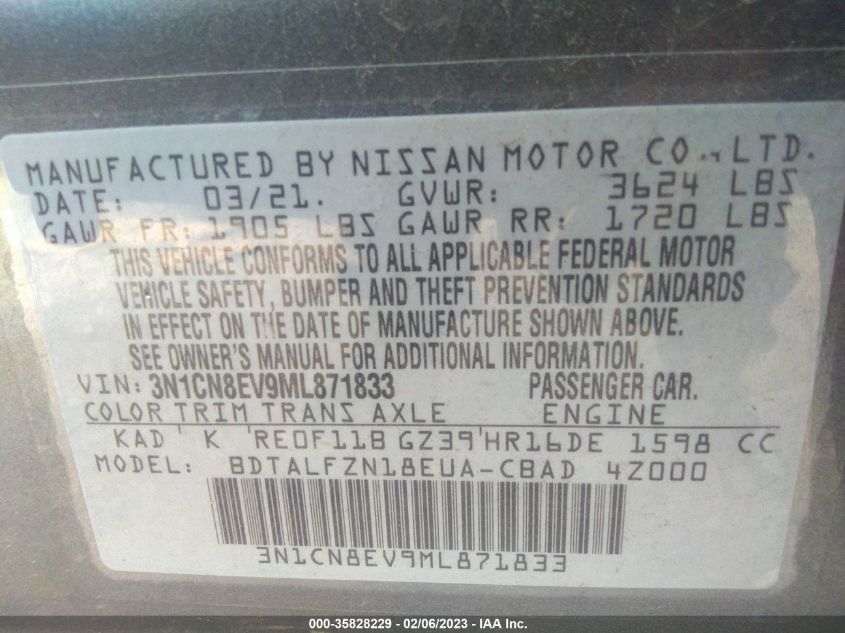 MANUFACTURED BY NISSAN MOTOR CO., LTD.
DATE: 03/21. GVWR: 3624 LBS
GAWR FR: 1905 LBS GAWR RR: 1720 LBS
THIS VEHICLE CONFORMS TO ALL APPLICABLE FEDERAL MOTOR
VEHICLE SAFETY, BUMPER AND THEFT PREVENTION STANDARDS
IN EFFECT ON THE DATE OF MANUFACTURE SHOWN ABOVE.
SEE OWNER'S MANUAL FOR ADDITIONAL INFORMATION.
VIN: 3N1CN8EV9ML871833 PASSENGER CAR.
COLOR TRIM TRANS AXLE ENGINE
KAD ' K 'RE0F11B GZ39'HR16DE 1598 CC
MODEL: BDTALFZN18EUA-CBAD 4Z000
3N1CN8EV9ML871833
000-35828229 - 02/06/2023 - © IAA Inc.